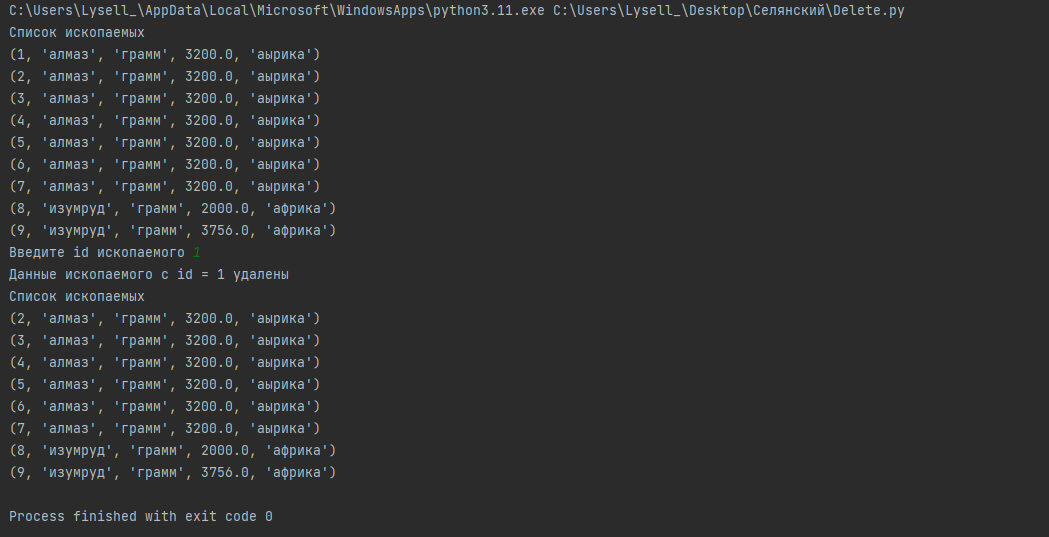 C:\Users\Lysell_\AppData\Local\Microsoft\WindowsApps\python3.11.exe C:\Users\Lysell_\Desktop\Селянский\Delete.py
Список ископаемых
(1, 'алмаз', 'грамм', 3200.0, 'аырика')
(2, 'алмаз', 'грамм', 3200.0, 'аырика')
(3, 'алмаз', 'грамм', 3200.0, 'аырика')
(4, 'алмаз', 'грамм', 3200.0, 'аырика')
(5, 'алмаз', 'грамм', 3200.0, 'аырика')
(6, 'алмаз', 'грамм', 3200.0, 'аырика')
(7, 'алмаз', 'грамм', 3200.0, 'аырика')
(8, 'изумруд', 'грамм', 2000.0, 'африка')
(9, 'изумруд', 'грамм', 3756.0, 'африка')
Введите id ископаемого 1
Данные ископаемого с id = 1 удалены
Список ископаемых
(2, 'алмаз', 'грамм', 3200.0, 'аырика')
(3, 'алмаз', 'грамм', 3200.0, 'аырика')
(4, 'алмаз', 'грамм', 3200.0, 'аырика')
(5, 'алмаз', 'грамм', 3200.0, 'аырика')
(6, 'алмаз', 'грамм', 3200.0, 'аырика')
(7, 'алмаз', 'грамм', 3200.0, 'аырика')
(8, 'изумруд', 'грамм', 2000.0, 'африка')
(9, 'изумруд', 'грамм', 3756.0, 'африка')
Process finished with exit code 0